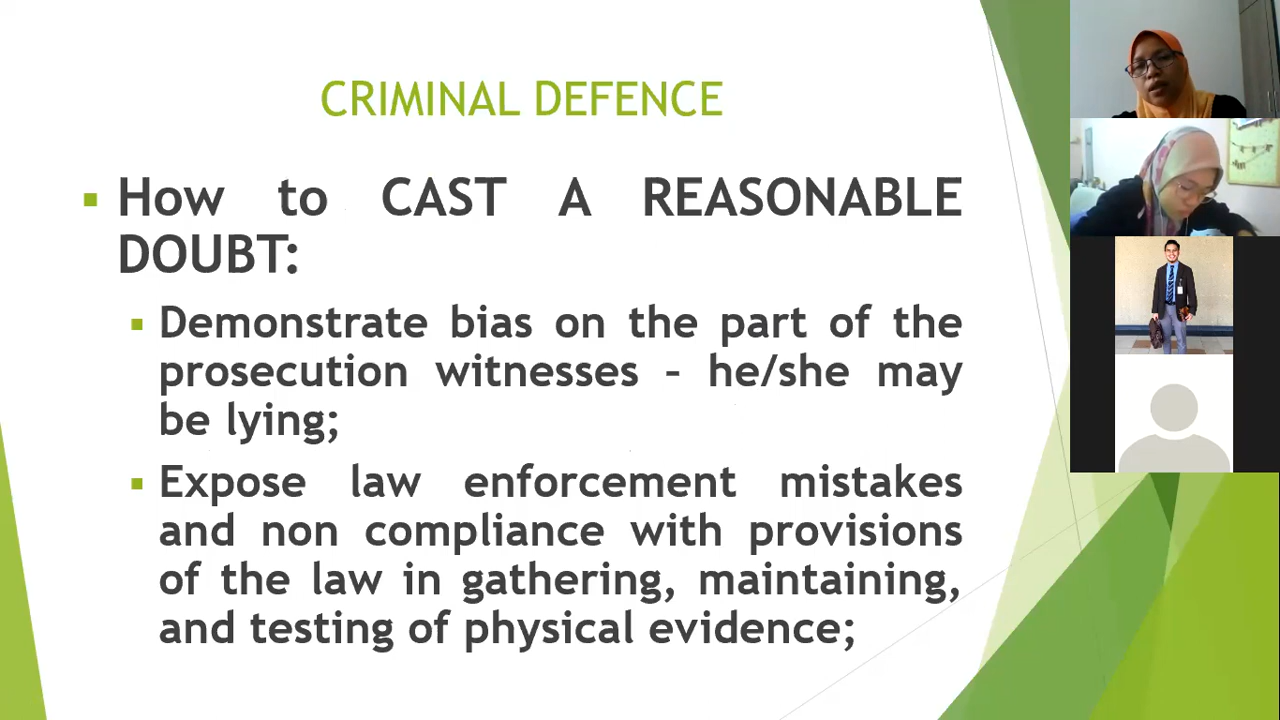 CRIMINAL DEFENCE
How to CAST A REASONABLE
DOUBT:
Demonstrate bias on the part of the
prosecution witnesses – he/she may
be lying;
Expose law enforcement mistakes
and non compliance with provisions
of the law in gathering, maintaining,
and testing of physical evidence;